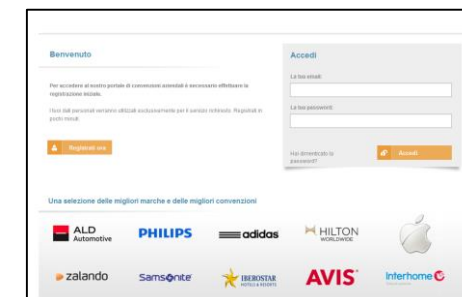 Benvenuto
Per accedere al nostro portale di convenzioni aziendali è necessario effettuare la
registrazione iniziale.
I tuoi dati personali verranno utilizzati esclusivamente per il servizio richiesto. Registrati in
pochi minuti.
Registrati ora
Accedi
La tua email:
La tua password:
Hai dimenticato la
password?
Accedi
Una selezione delle migliori marche e delle migliori convenzioni
ALD
Automotive
PHILIPS
adidas
HILTON
WORLDWIDE
zalando
Samsonite
IBEROSTAR
HOTELS & RESORTS
AVIS
Interhome